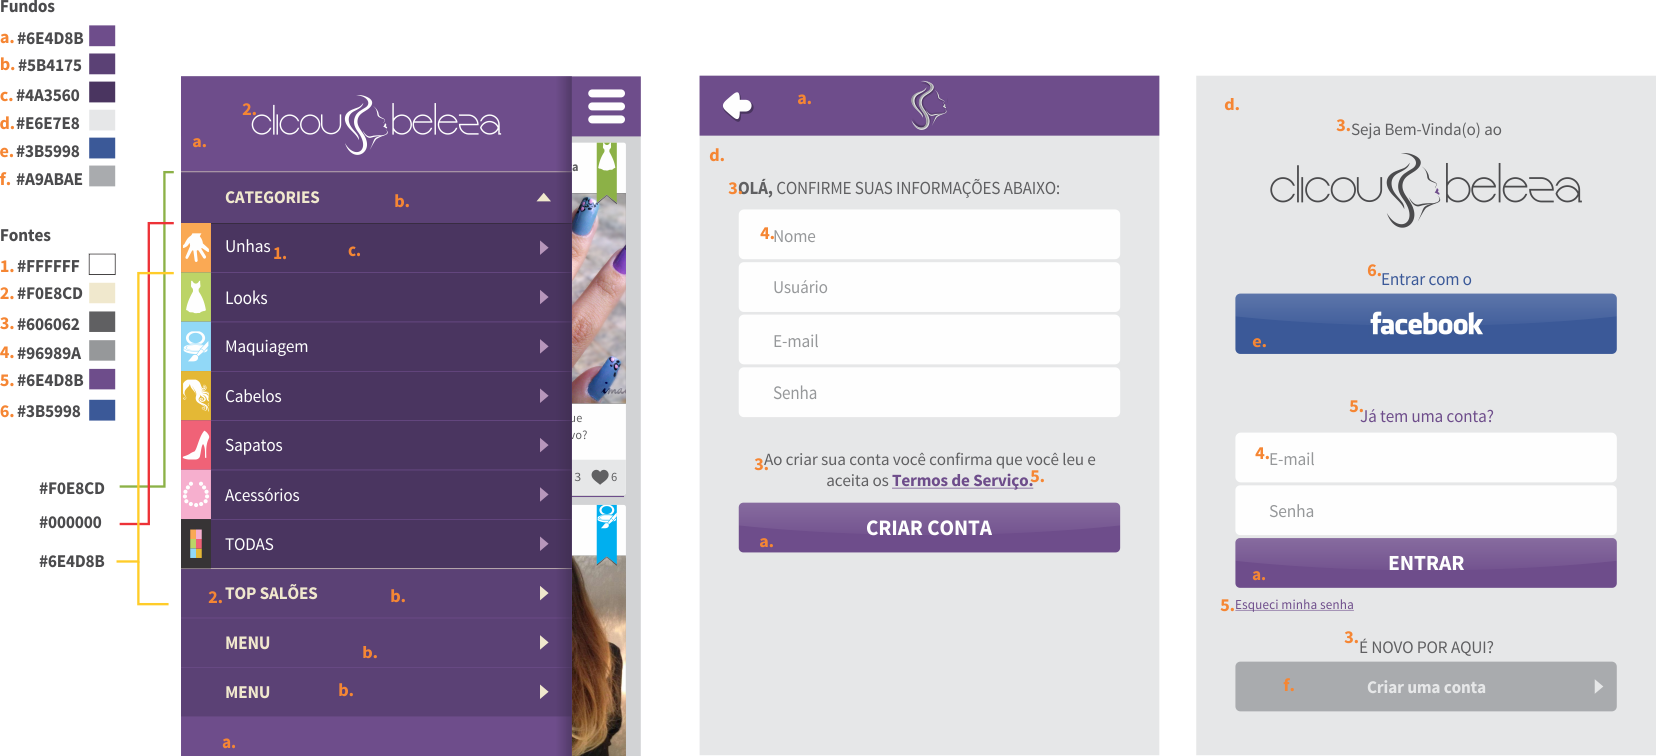 Fundos
a. #6E4D8B
b. #5B4175
c. #4A3560
d. #E6E7E8
e. #3B5998
f. #A9ABAE
Fontes
1. #FFFFFF
2. #F0E8CD
3. #606062
4. #96989A
5. #6E4D8B
6. #3B5998
#F0E8CD
#000000
#6E4D8B
2.
clicou beleza
a.
CATEGORIES b.
Unhas 1. c.
Looks
Maquiagem
Cabelos
Sapatos
Acessórios
TODAS
2. TOP SALÕES b.
MENU b.
MENU b.
a.
a
ue
vo?
3 6
a.
d.
3. OLÁ, CONFIRME SUAS INFORMAÇÕES ABAIXO:
4. Nome
Usuário
E-mail
Senha
3. Ao criar sua conta você confirma que você leu e
aceita os Termos de Serviço. 5.
CRIAR CONTA
a.
d.
3. Seja Bem-Vinda(o) ao
clicou beleza
6. Entrar com o
facebook
e.
5. Já tem uma conta?
4. E-mail
Senha
ENTRAR
a.
5. Esqueci minha senha
3. É NOVO POR AQUI?
f. Criar uma conta